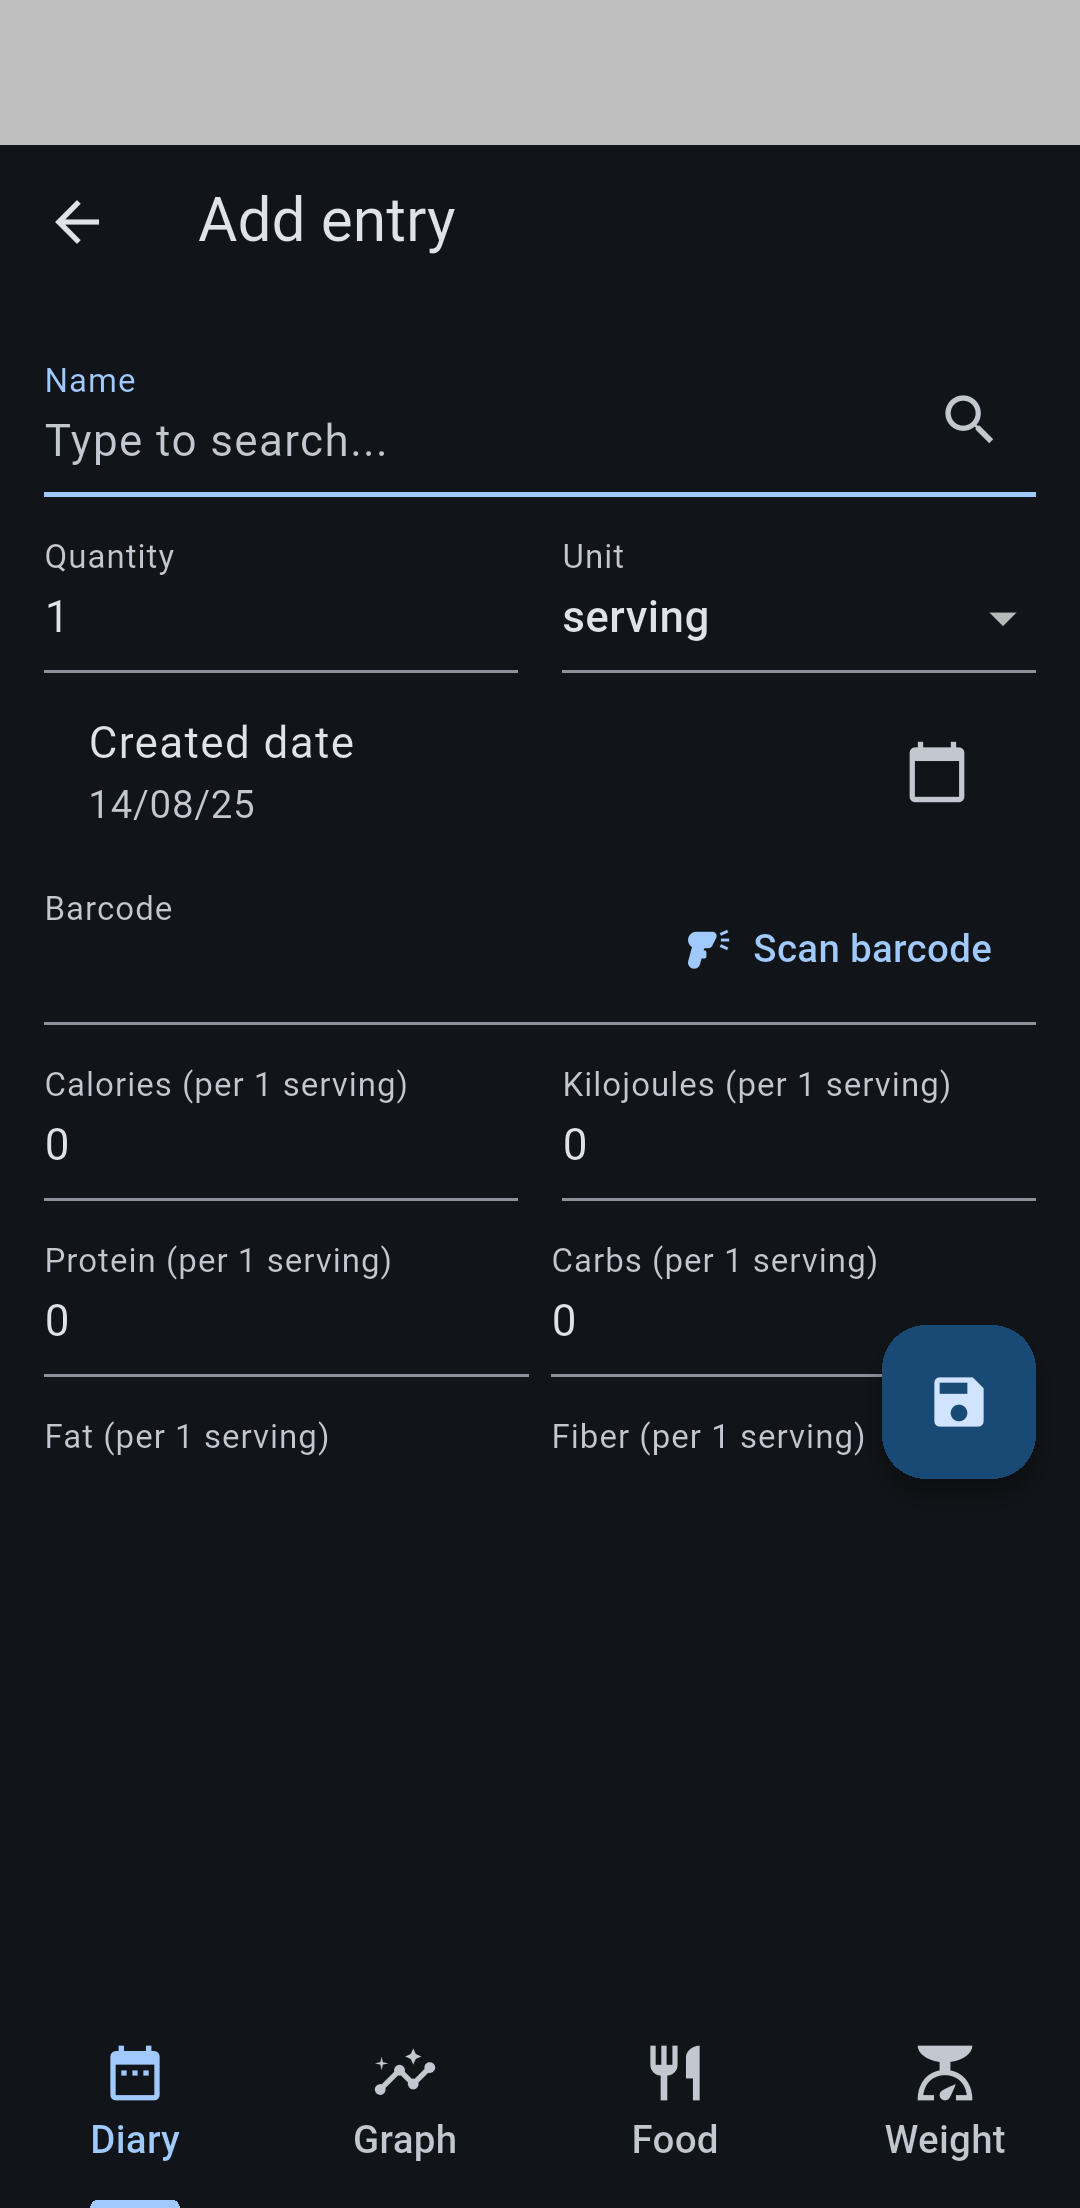 Add entry
Name
Type to search...
Quantity
Unit
1
serving
Created date
14/08/25
Barcode
Scan barcode
Calories (per 1 serving)
Kilojoules (per 1 serving)
0
0
Protein (per 1 serving)
Carbs (per 1 serving)
0
0
Fat (per 1 serving)
Fiber (per 1 serving)
Diary
Graph
Food
Weight